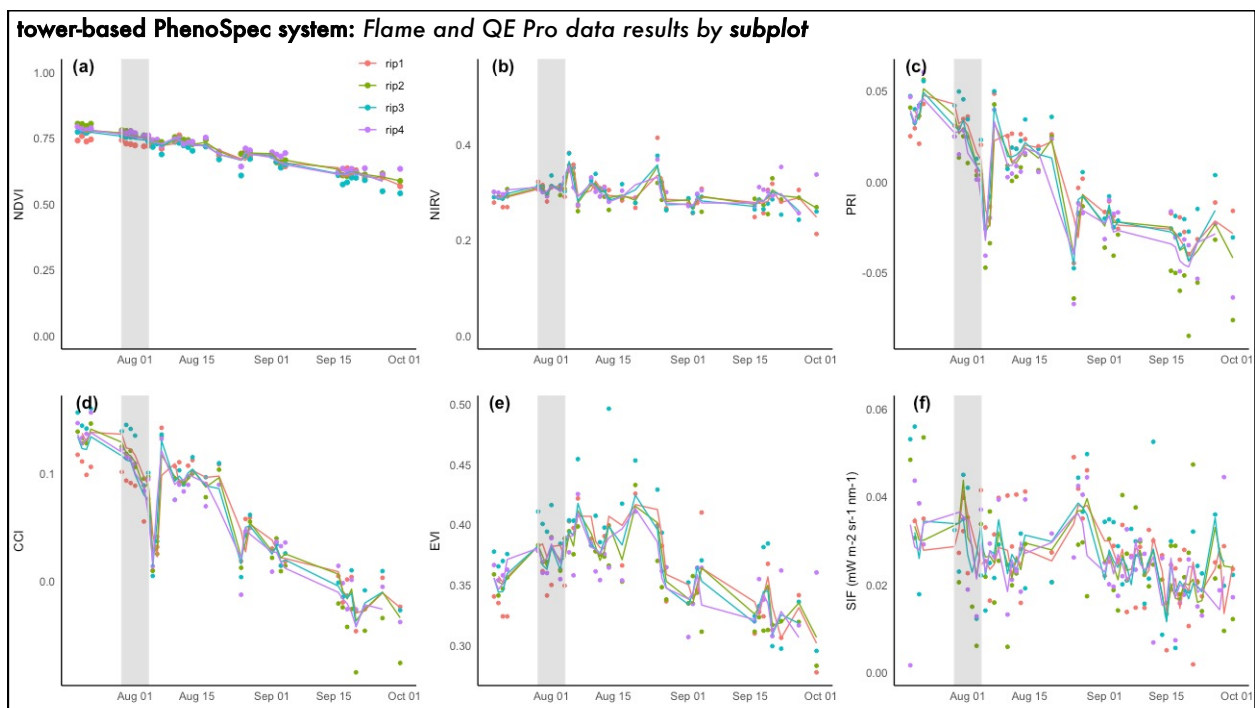 tower-based PhenoSpec system: Flame and QE Pro data results by subplot
(a)
1.00
0.75
0.50
0.25
0.00
NDVI
Aug 01 Aug 15 Sep 01 Sep 15 Oct 01
rip1
rip2
rip3
rip4
(b)
0.4
0.2
0.0
NIRV
Aug 01 Aug 15 Sep 01 Sep 15 Oct 01
(c)
0.05
0.00
-0.05
PRI
Aug 01 Aug 15 Sep 01 Sep 15 Oct 01
(d)
0.1
0.0
CCI
Aug 01 Aug 15 Sep 01 Sep 15 Oct 01
(e)
0.50
0.45
0.40
0.35
0.30
EVI
Aug 01 Aug 15 Sep 01 Sep 15 Oct 01
(f)
0.06
0.04
0.02
0.00
SIF (mW m-2 sr-1 nm-1)
Aug 01 Aug 15 Sep 01 Sep 15 Oct 01